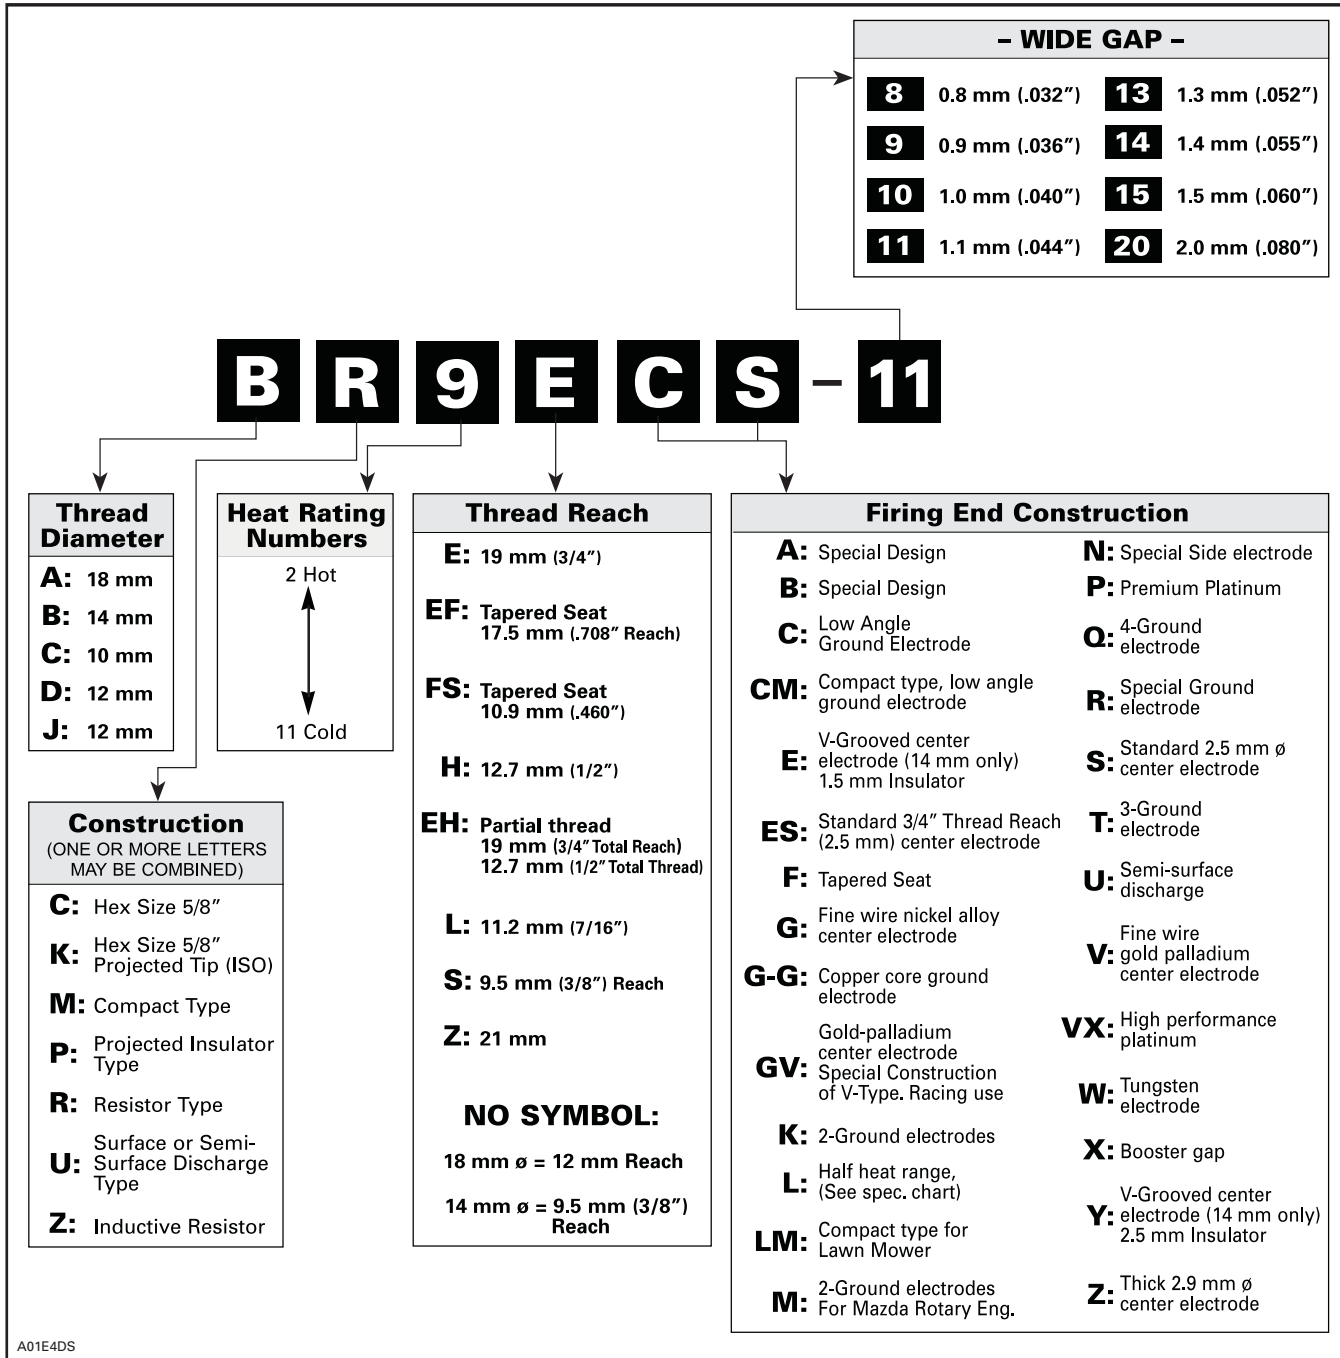 – WIDE GAP –
8 0.8 mm (.032″) 13 1.3 mm (.052″)
9 0.9 mm (.036″) 14 1.4 mm (.055″)
10 1.0 mm (.040″) 15 1.5 mm (.060″)
11 1.1 mm (.044″) 20 2.0 mm (.080″)
B R 9 E C S – 11
Thread
Diameter
A: 18 mm
B: 14 mm
C: 10 mm
D: 12 mm
J: 12 mm
Construction
(ONE OR MORE LETTERS
MAY BE COMBINED)
C: Hex Size 5/8″
K: Hex Size 5/8″
Projected Tip (ISO)
M: Compact Type
P: Projected Insulator
Type
R: Resistor Type
U: Surface or Semi-
Surface Discharge
Type
Z: Inductive Resistor
Heat Rating
Numbers
2 Hot
11 Cold
Thread Reach
E: 19 mm (3/4″)
EF: Tapered Seat
17.5 mm (.708″ Reach)
FS: Tapered Seat
10.9 mm (.460″)
H: 12.7 mm (1/2″)
EH: Partial thread
19 mm (3/4″ Total Reach)
12.7 mm (1/2″ Total Thread)
L: 11.2 mm (7/16″)
S: 9.5 mm (3/8″) Reach
Z: 21 mm
NO SYMBOL:
18 mm ø = 12 mm Reach
14 mm ø = 9.5 mm (3/8″)
Reach
Firing End Construction
A: Special Design
B: Special Design
C: Low Angle
Ground Electrode
CM: Compact type, low angle
ground electrode
E: V-Grooved center
electrode (14 mm only)
1.5 mm Insulator
ES: Standard 3/4″ Thread Reach
(2.5 mm) center electrode
F: Tapered Seat
G: Fine wire nickel alloy
center electrode
G-G: Copper core ground
electrode
GV: Gold-palladium
center electrode
Special Construction
of V-Type. Racing use
K: 2-Ground electrodes
L: Half heat range,
(See spec. chart)
LM: Compact type for
Lawn Mower
M: 2-Ground electrodes
For Mazda Rotary Eng.
N: Special Side electrode
P: Premium Platinum
Q: 4-Ground
electrode
R: Special Ground
electrode
S: Standard 2.5 mm ø
center electrode
T: 3-Ground
electrode
U: Semi-surface
discharge
V: Fine wire
gold palladium
center electrode
VX: High performance
platinum
W: Tungsten
electrode
X: Booster gap
Y: V-Grooved center
electrode (14 mm only)
2.5 mm Insulator
Z: Thick 2.9 mm ø
center electrode
A01E4DS